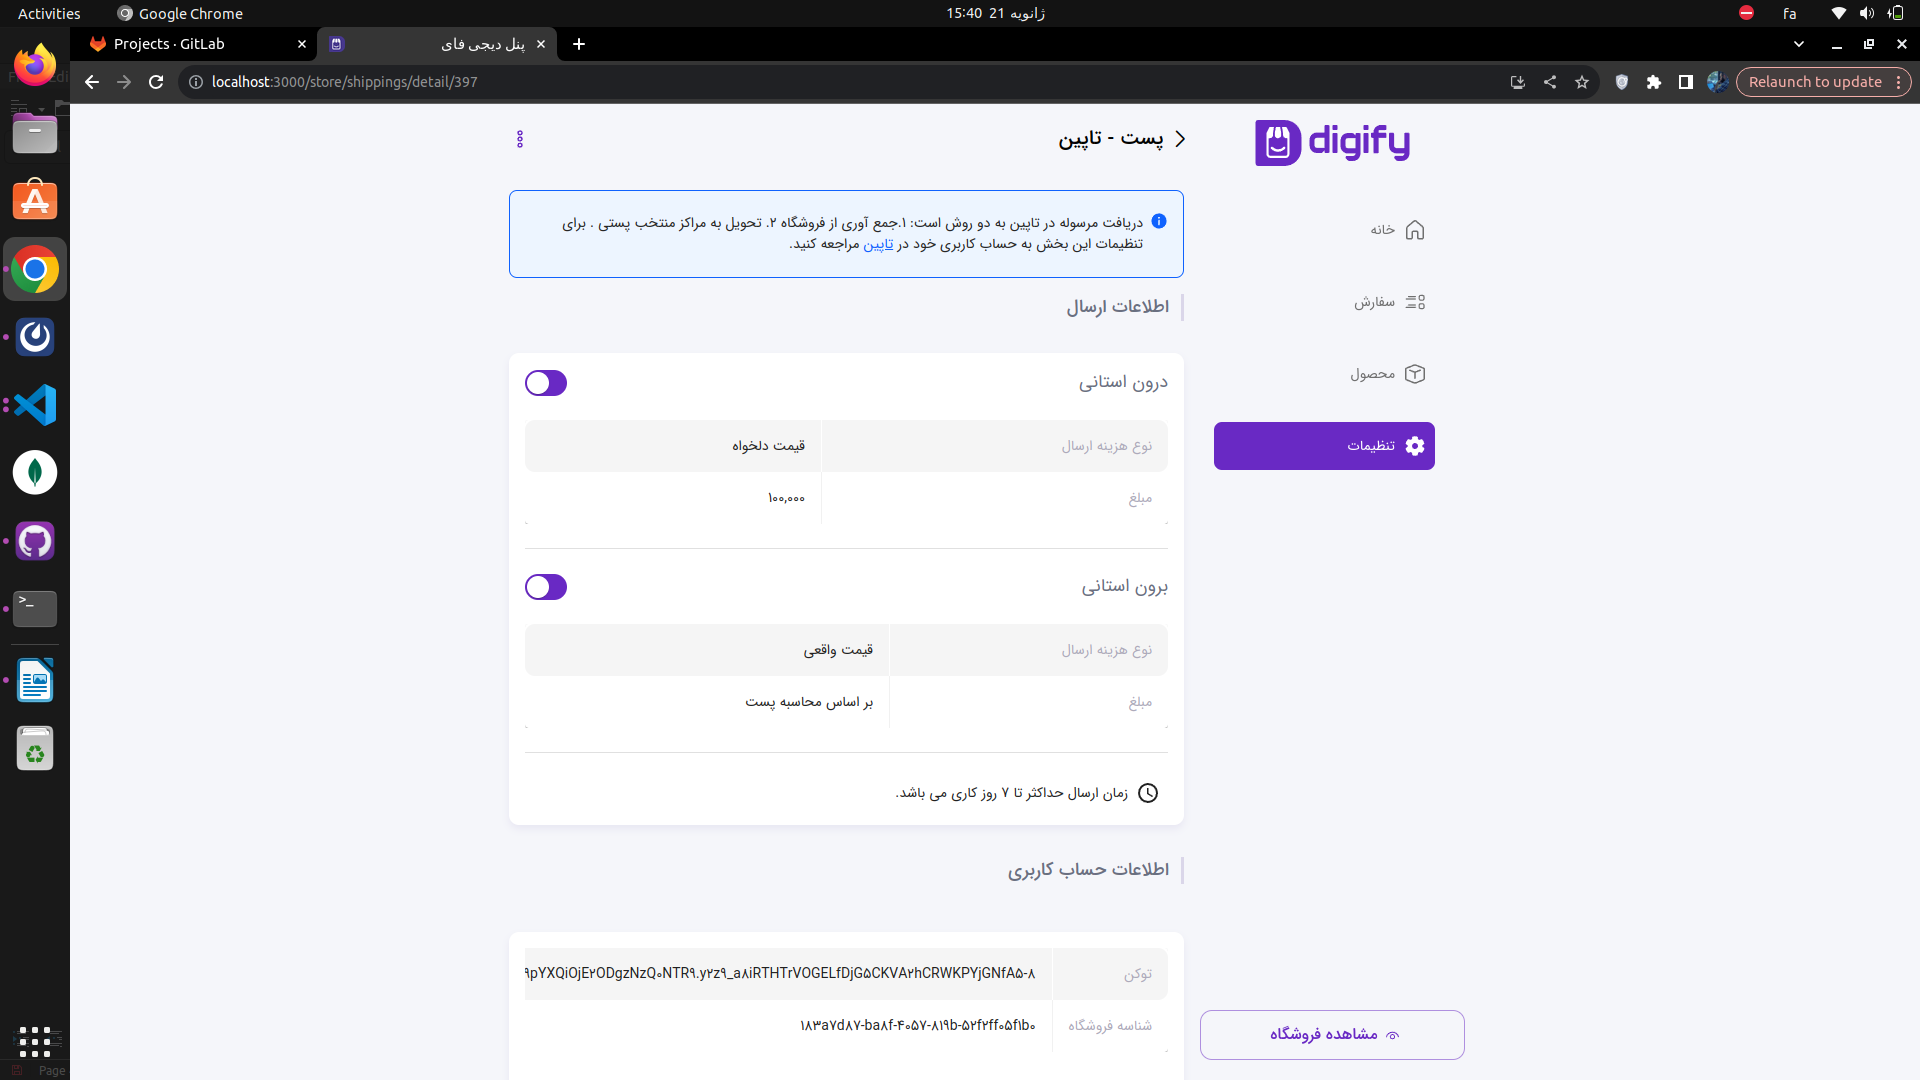 Activities
Google Chrome
ژانویه 21  15:40
fa
Projects · GitLab
پنل دیجی فای
localhost:3000/store/shippings/detail/397
Relaunch to update
digify
خانه
سفارش
محصول
تنظیمات
مشاهده فروشگاه
پست - تاپین
دریافت مرسوله در تاپین به دو روش است: ۱.جمع آوری از فروشگاه ۲. تحویل به مراکز منتخب پستی . برای
تنظیمات این بخش به حساب کاربری خود در تاپین مراجعه کنید.
اطلاعات ارسال
درون استانی
نوع هزینه ارسال
قیمت دلخواه
مبلغ
۱۰۰,۰۰۰
برون استانی
نوع هزینه ارسال
قیمت واقعی
مبلغ
بر اساس محاسبه پست
زمان ارسال حداکثر تا ۷ روز کاری می باشد.
اطلاعات حساب کاربری
توکن
۹pYXQiOjE۲ODgzNzQ۰NTR۹.y۲z۹_a۸iRTHTrVOGELfDjG۵CKVA۲hCRWKPYjGNfA۵-۸
شناسه فروشگاه
۱۸۳a۷d۸۷-ba۸f-۴۰۵۷-۸۱۹b-۵۲f۲ff۰۵f۱b۰
Page